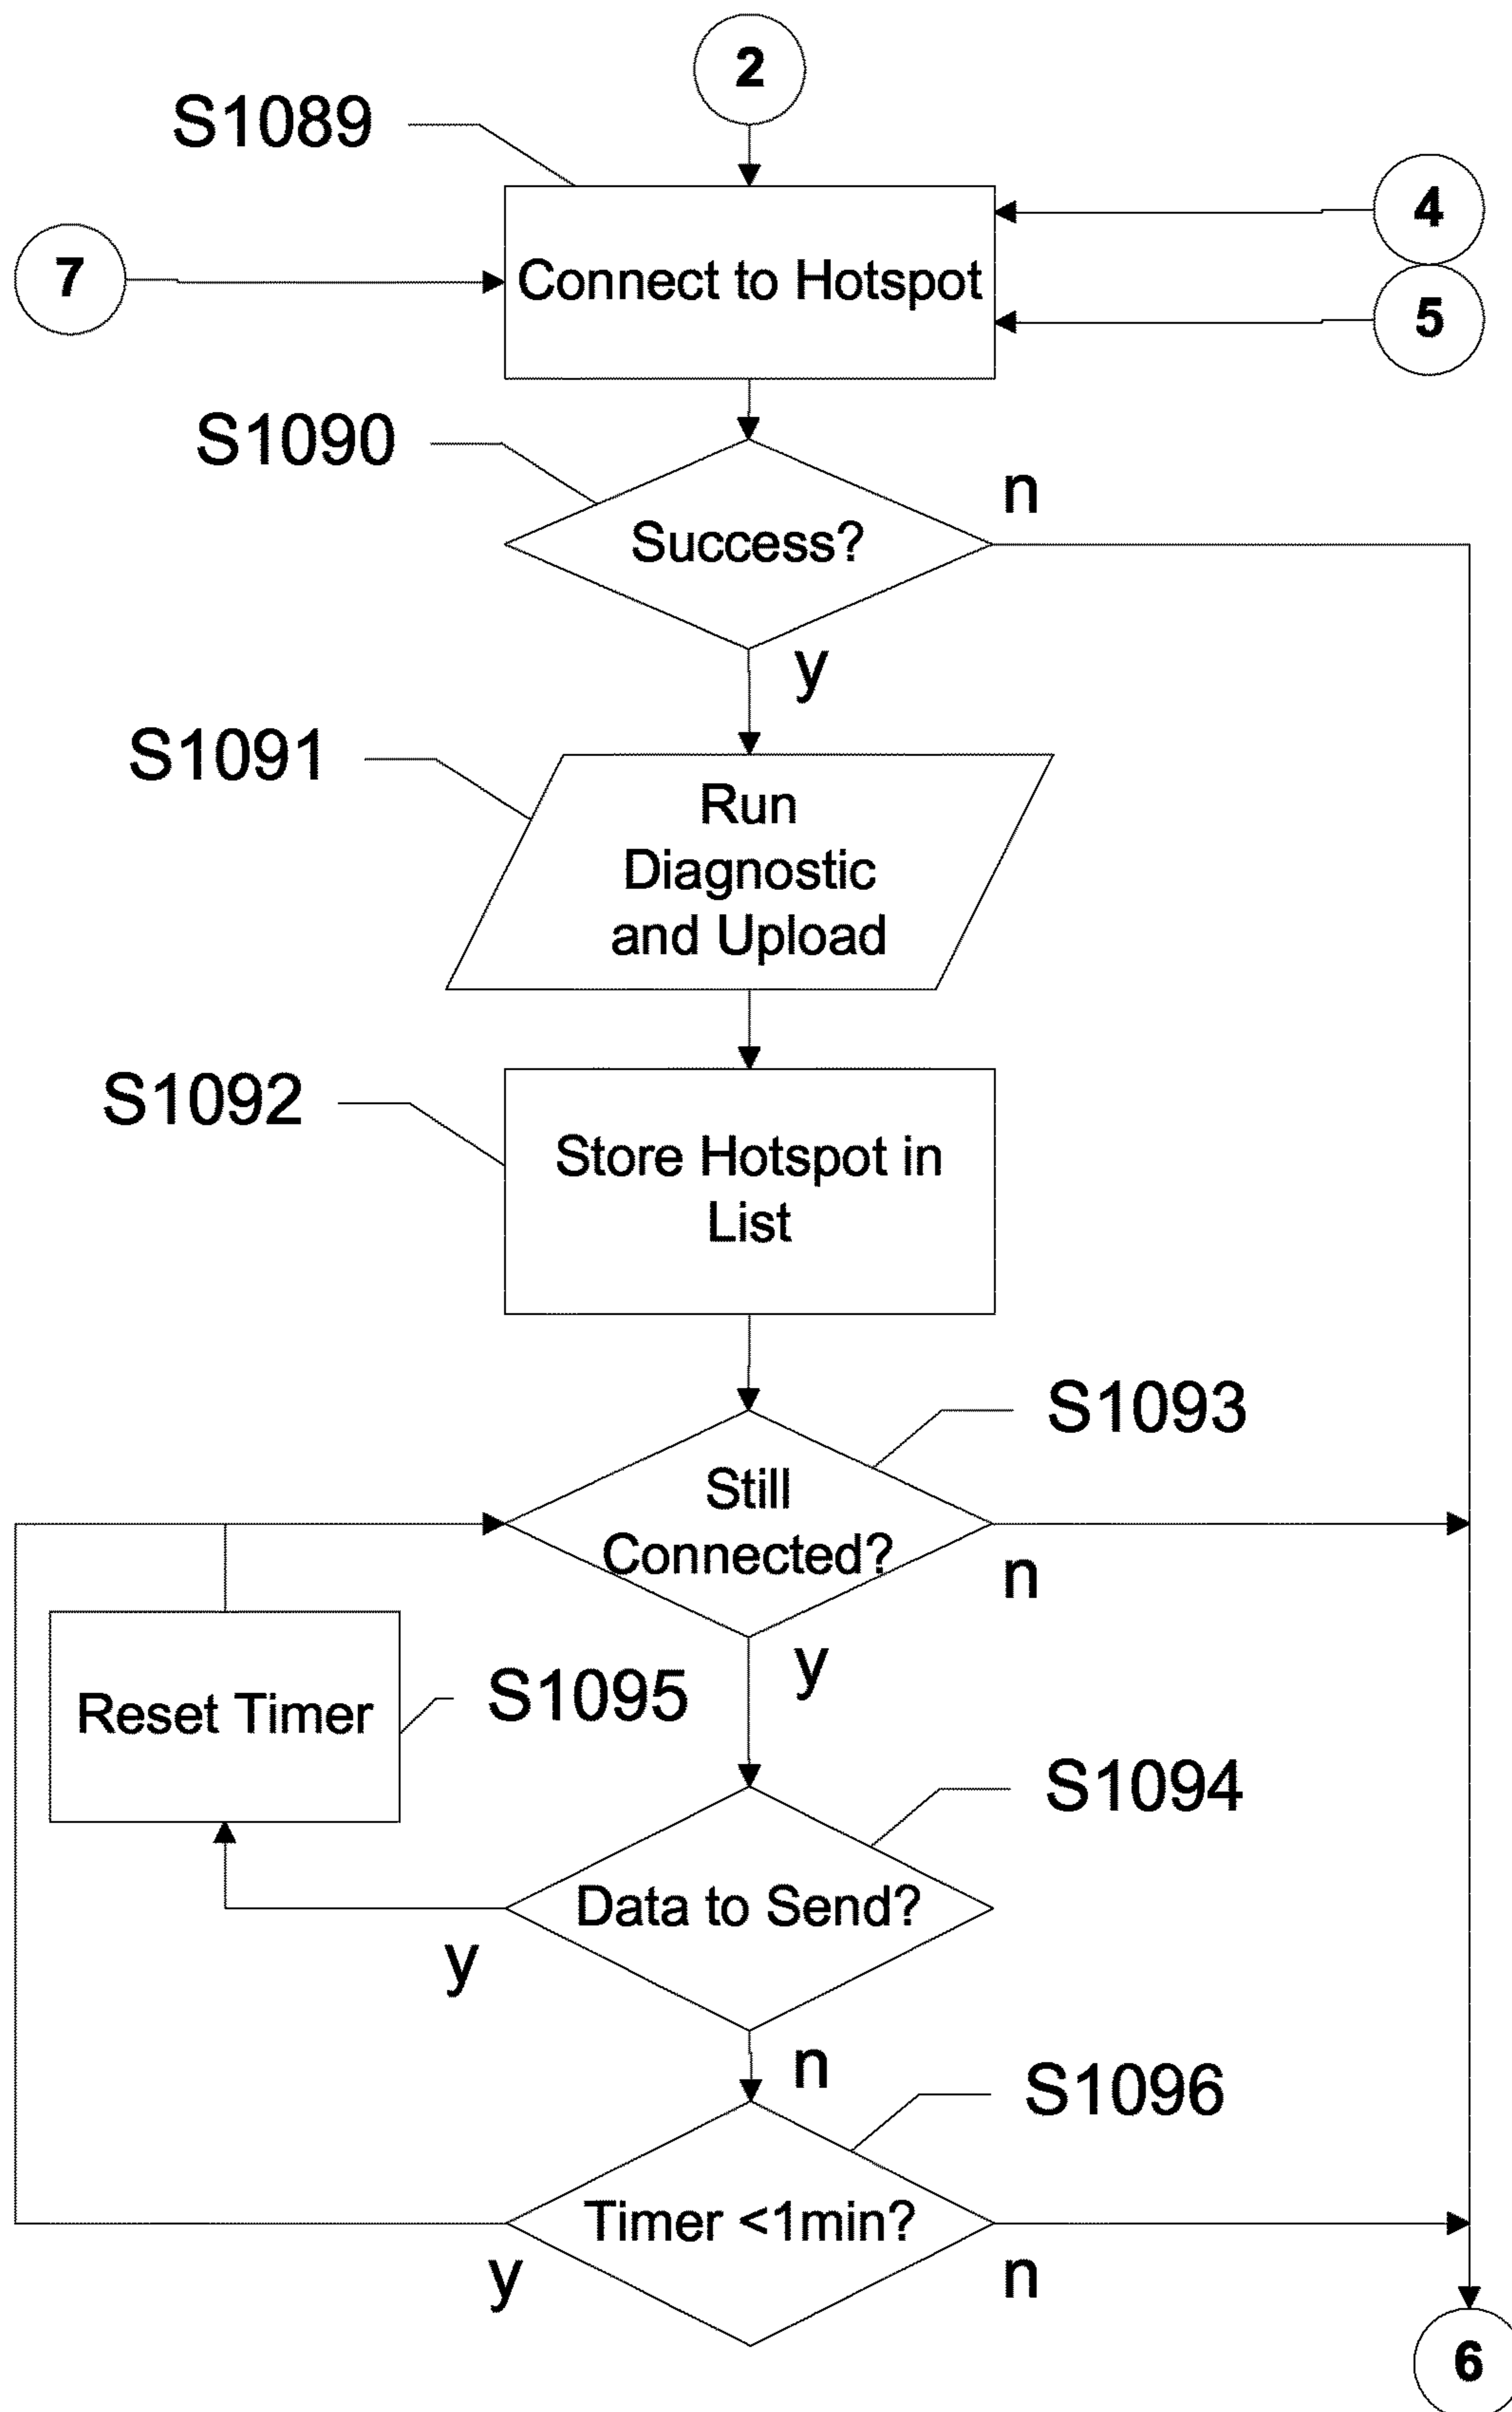 2
S1089
4
7
Connect to Hotspot
5
S1090
n
Success?
y
S1091
Run
Diagnostic
and Upload
S1092
Store Hotspot in
List
S1093
Still
Connected?
n
y
Reset Timer
S1095
S1094
Data to Send?
y
n
S1096
Timer <1min?
y
n
6